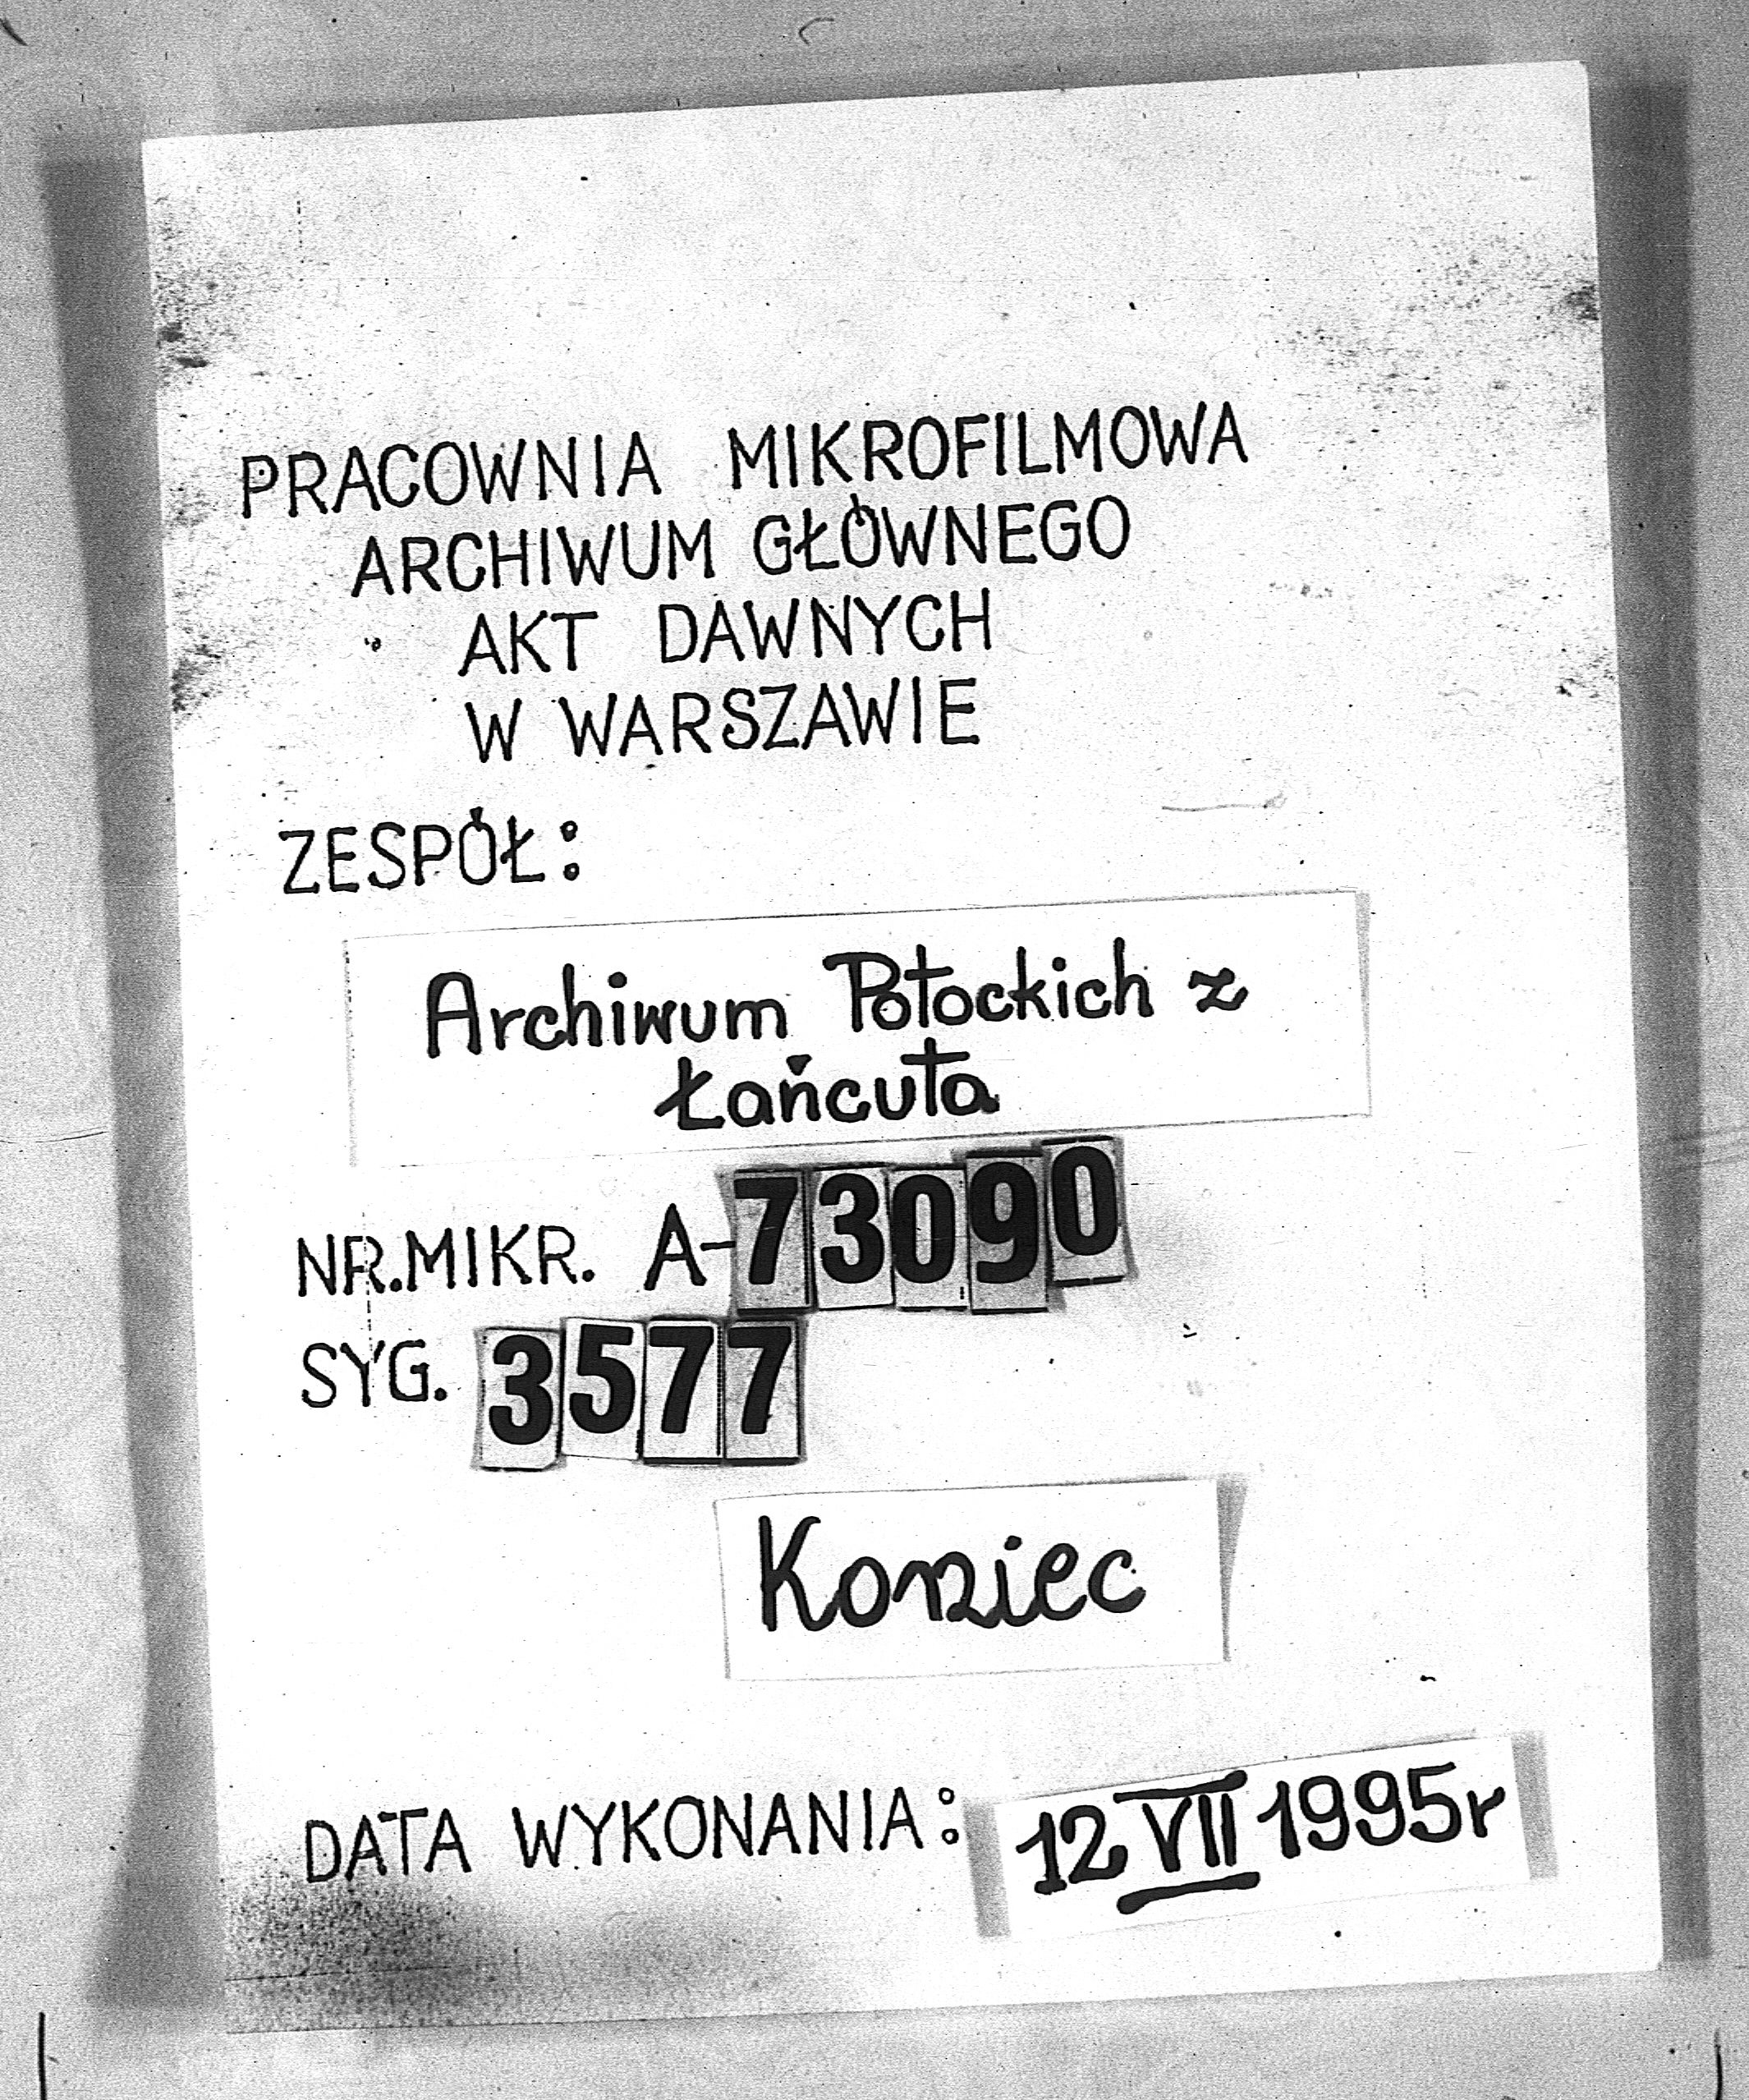 PRACOWNIA MIKROFILMOWA
ARCHIWUM GŁÓWNEGO
AKT DAWNYCH
W WARSZAWIE
ZESPÓŁ:
Archiwum Potockich z
Łańcuta
NR.MIKR. A-73090
SYG. 3577
Koniec
DATA WYKONANIA: 12 VII 1995r